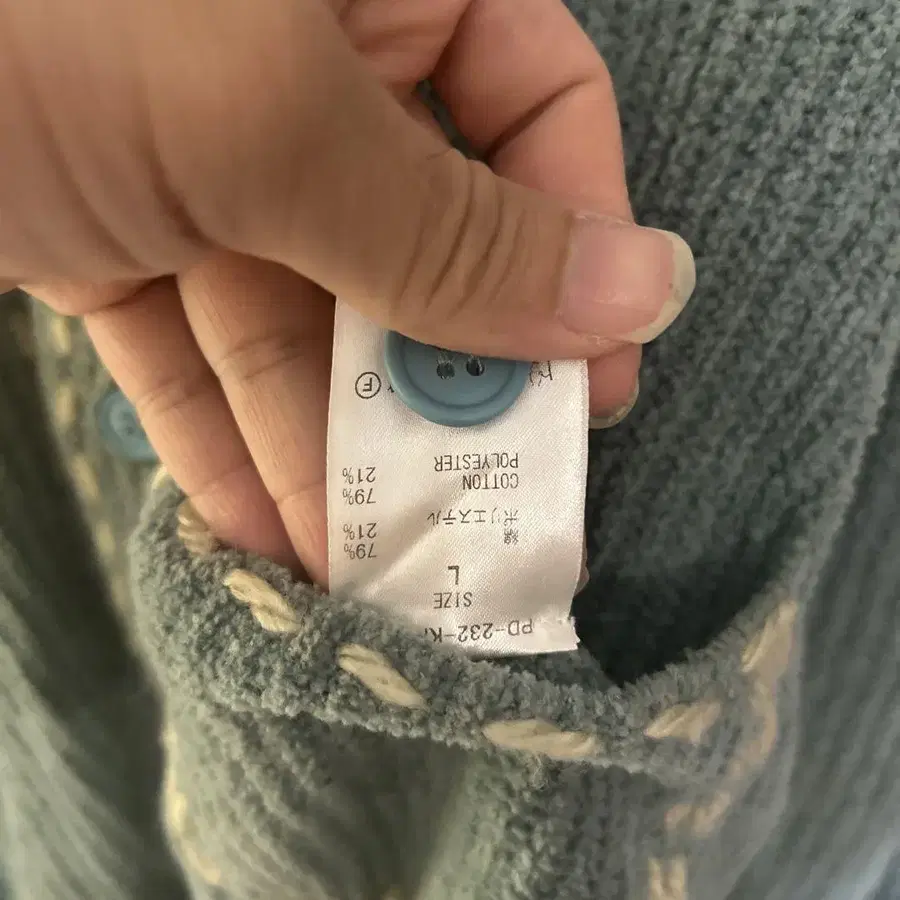 PD-232-K
SIZE
L
綿 79%
ポリエステル 21%
COTTON 79%
POLYESTER 21%
Ⓕ